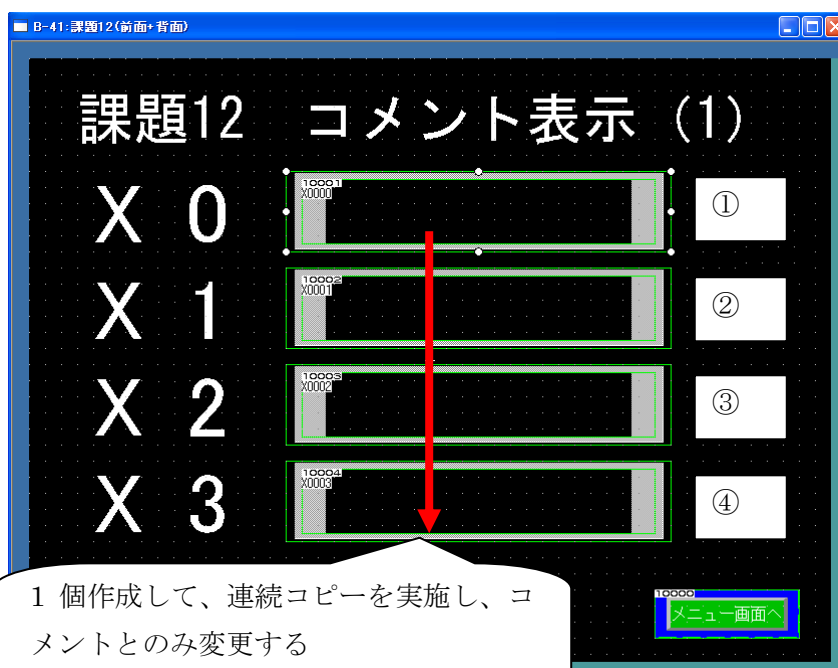 B-41:課題12(前面+背面)
課題12　コメント表示（1）
X 0
10001
X0000
①
X 1
10002
X0001
②
X 2
10003
X0002
③
X 3
10004
X0003
④
10000
メニュー画面へ
1 個作成して、連続コピーを実施し、コ
メントとのみ変更する